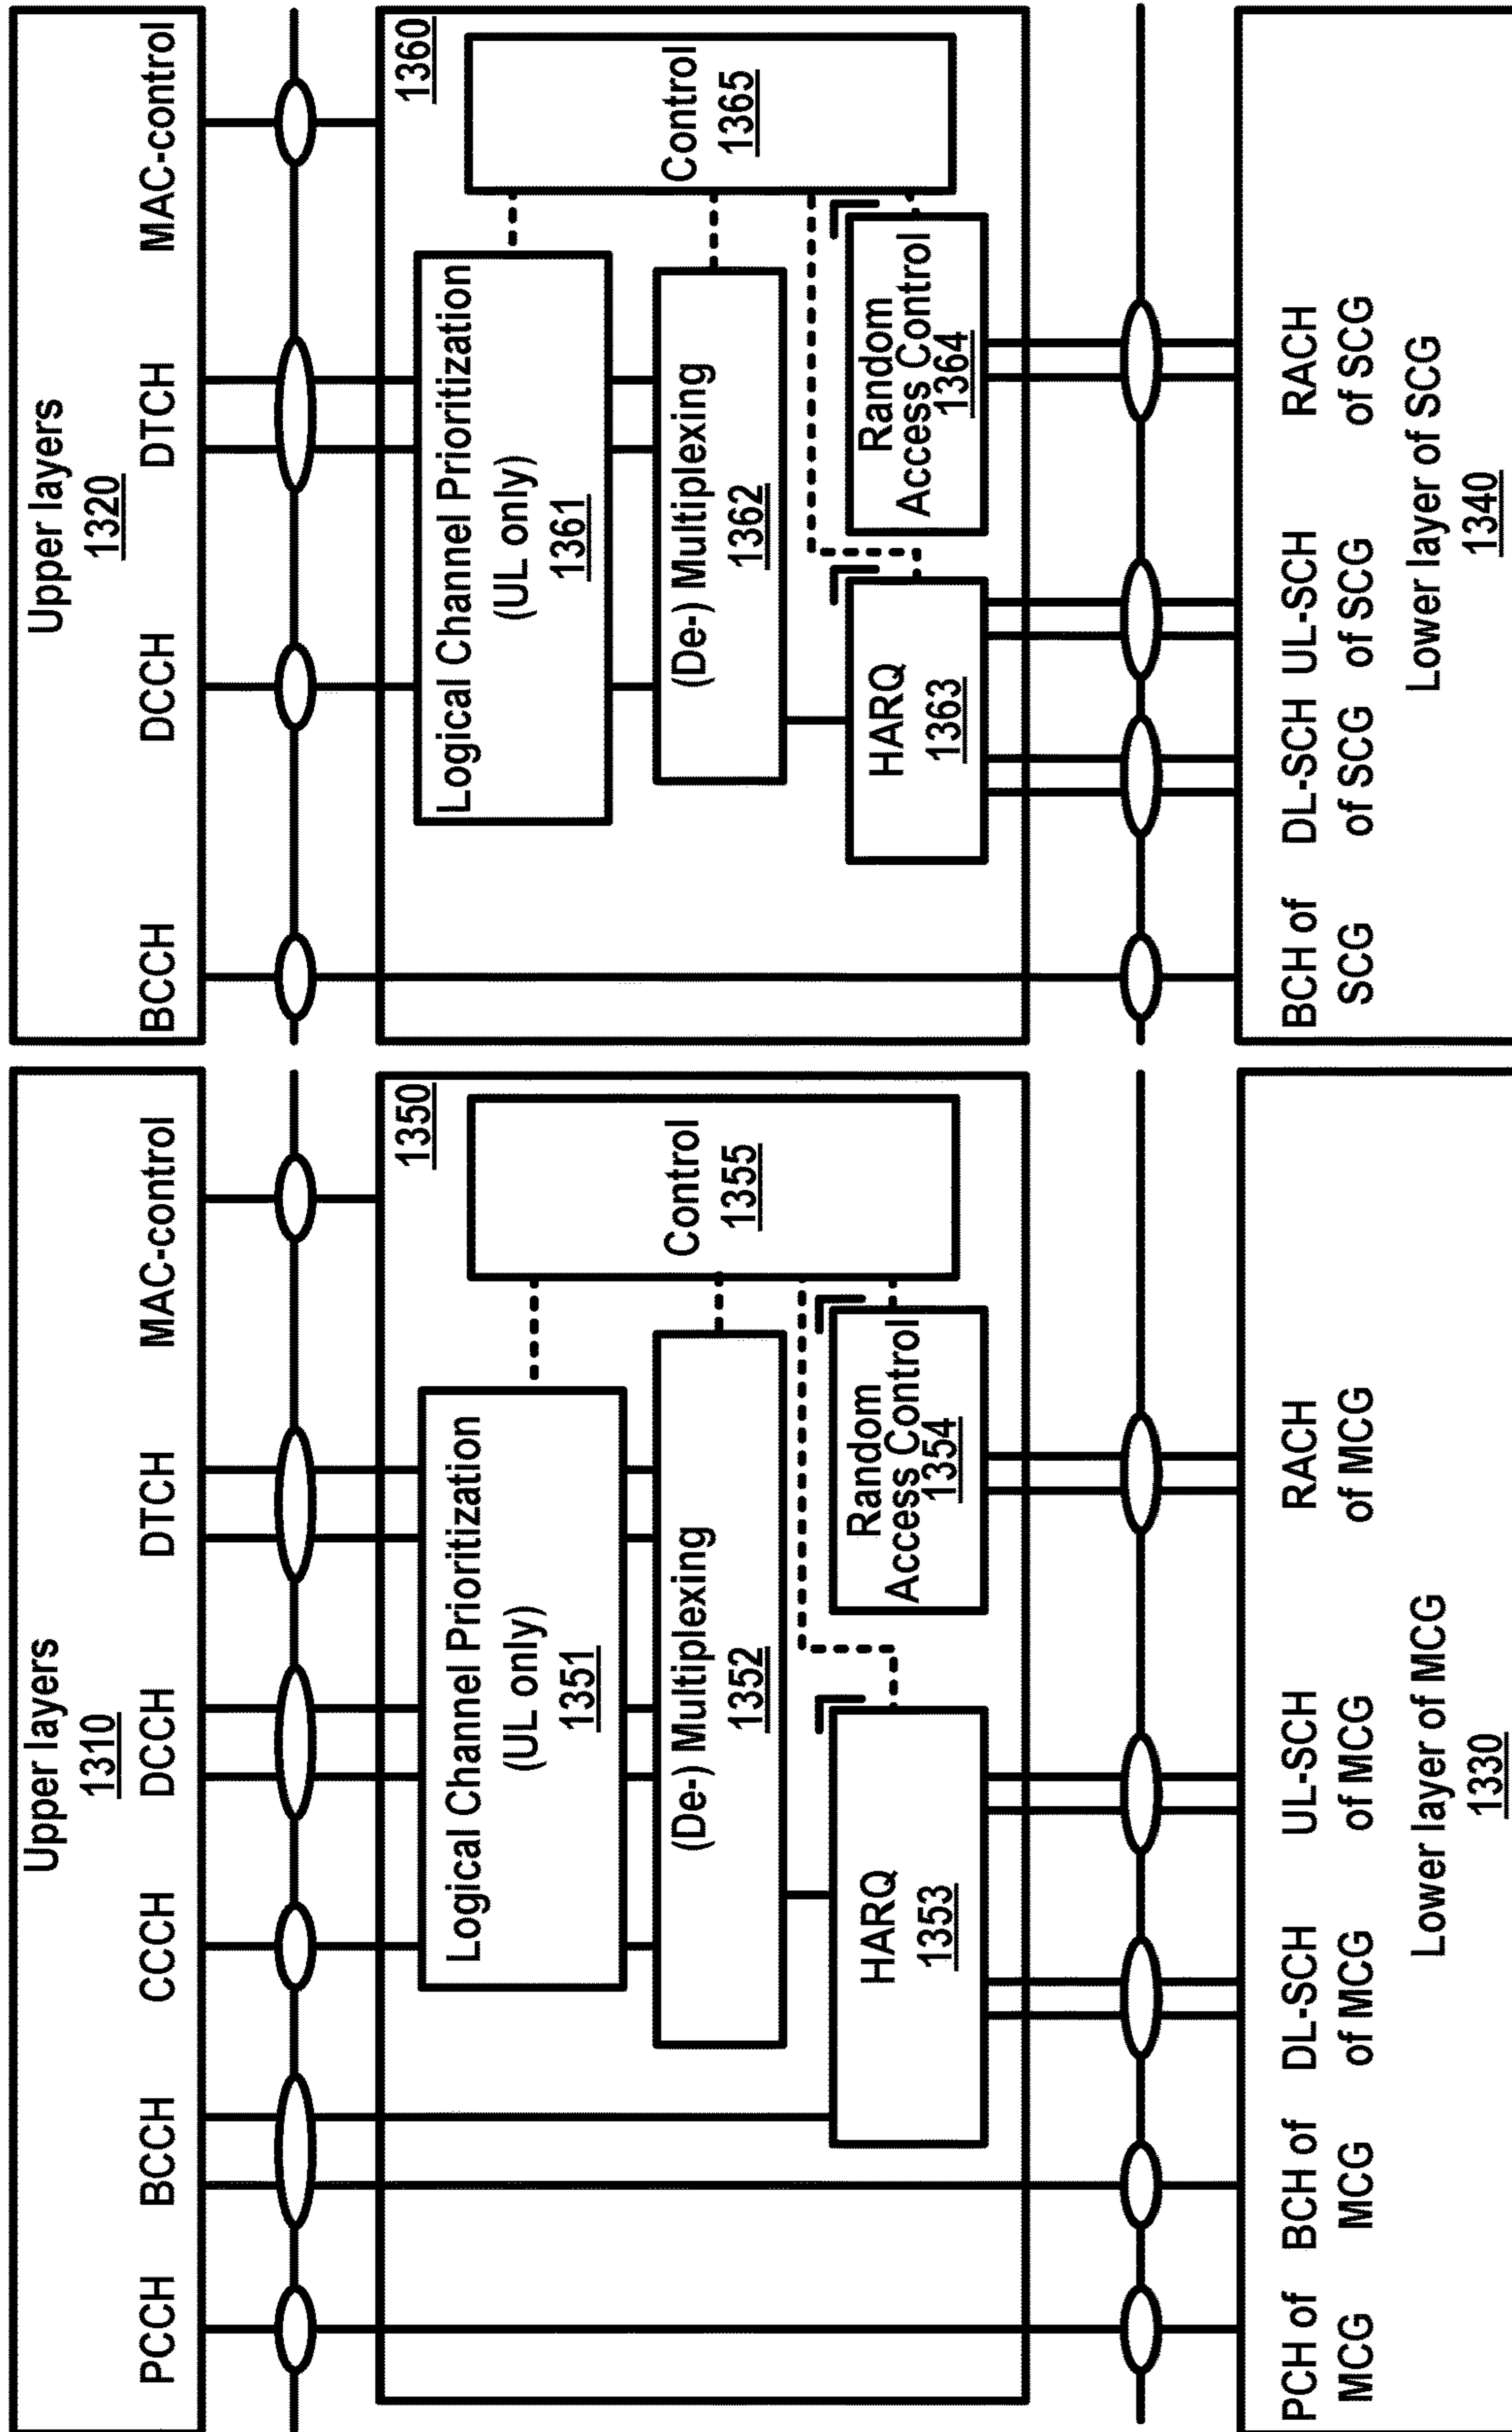 Upper layers
1310
PCCH BCCH CCCH DCCH DTCH MAC-control
1350
Logical Channel Prioritization
(UL only)
1351
Control
1355
(De-) Multiplexing
1352
HARQ
1353
Random
Access Control
1354
PCH of BCH of DL-SCH UL-SCH RACH
MCG MCG of MCG of MCG of MCG
Lower layer of MCG
1330
Upper layers
1320
BCCH DCCH DTCH MAC-control
1360
Logical Channel Prioritization
(UL only)
1361
Control
1365
(De-) Multiplexing
1362
HARQ
1363
Random
Access Control
1364
BCH of DL-SCH UL-SCH RACH
SCG of SCG of SCG of SCG
Lower layer of SCG
1340